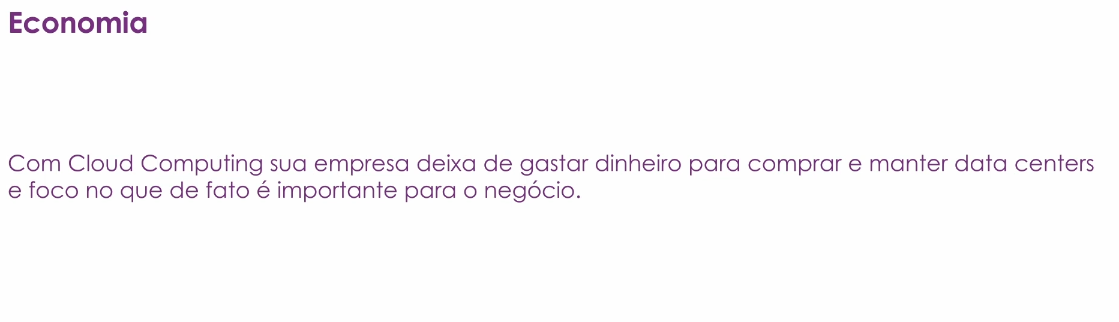 Economia
Com Cloud Computing sua empresa deixa de gastar dinheiro para comprar e manter data centers
e foco no que de fato é importante para o negócio.